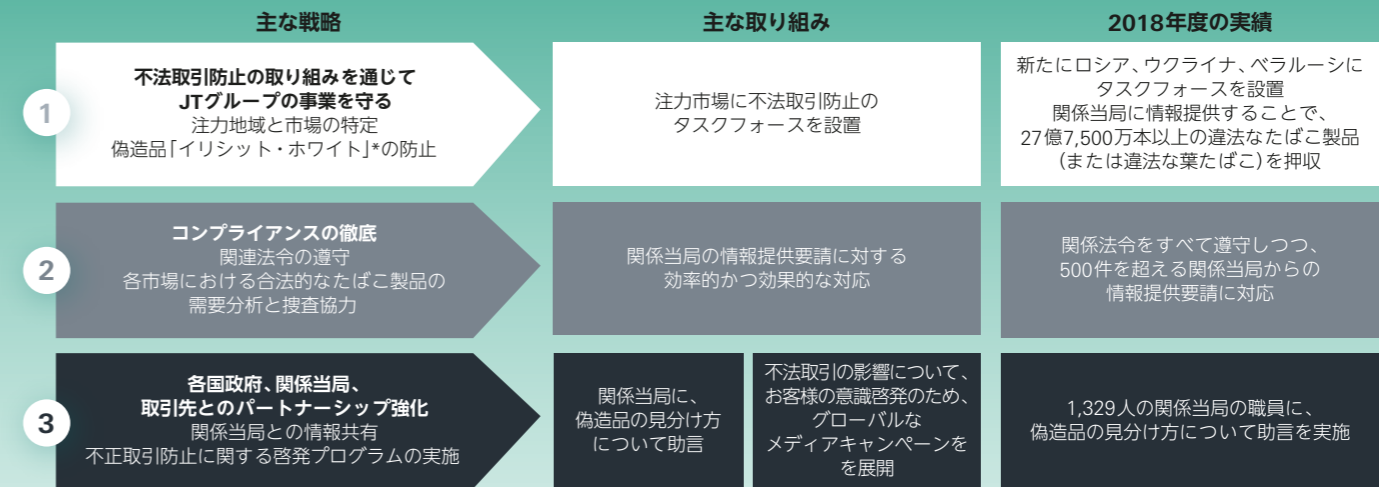 主な戦略
主な取り組み
2018年度の実績
1
不法取引防止の取り組みを通じて
JTグループの事業を守る
注力地域と市場の特定
偽造品「イリシット・ホワイト」*の防止
注力市場に不法取引防止の
タスクフォースを設置
新たにロシア、ウクライナ、ベラルーシに
タスクフォースを設置
関係当局に情報提供することで、
27億7,500万本以上の違法なたばこ製品
(または違法な葉たばこ)を押収
2
コンプライアンスの徹底
関連法令の遵守
各市場における合法的なたばこ製品の
需要分析と捜査協力
関係当局の情報提供要請に対する
効率的かつ効果的な対応
関係法令をすべて遵守しつつ、
500件を超える関係当局からの
情報提供要請に対応
3
各国政府、関係当局、
取引先とのパートナーシップ強化
関係当局との情報共有
不正取引防止に関する啓発プログラムの実施
関係当局に、
偽造品の見分け方
について助言
不法取引の影響について、
お客様の意識啓発のため、
グローバルな
メディアキャンペーンを
を展開
1,329人の関係当局の職員に、
偽造品の見分け方について助言を実施